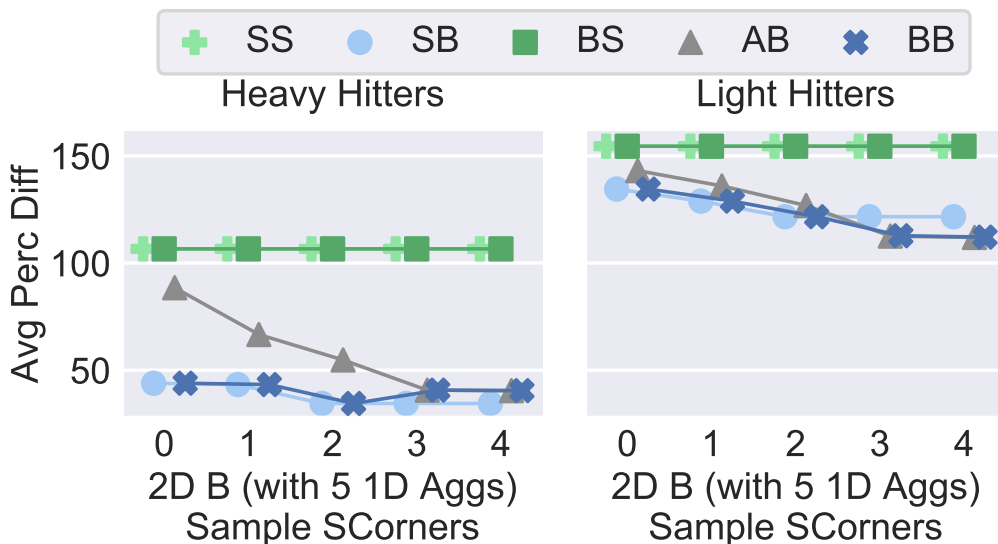 SS SB BS AB BB
Heavy Hitters
Light Hitters
Avg Perc Diff
150
100
50
0 1 2 3 4
0 1 2 3 4
2D B (with 5 1D Aggs)
Sample SCorners
2D B (with 5 1D Aggs)
Sample SCorners